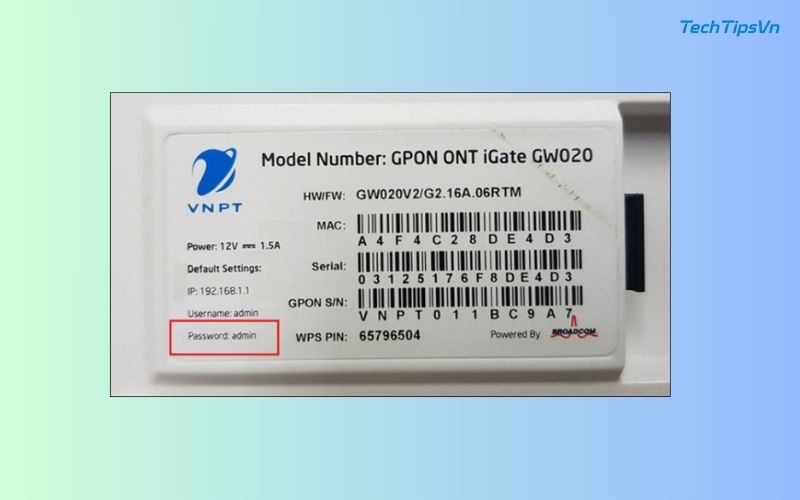 TechTipsVn
Model Number: GPON ONT iGate GW020
VNPT
HW/FW: GW020V2/G2.16A.06RTM
MAC:
A4F4C28DE4D3
Power: 12V ⎓ 1.5A
Default Settings:
Serial:
03125176F8DE4D3
IP: 192.168.1.1
GPON S/N:
VNPT011BC9A7
Username: admin
Password: admin
WPS PIN: 65796504
Powered By BROADCOM